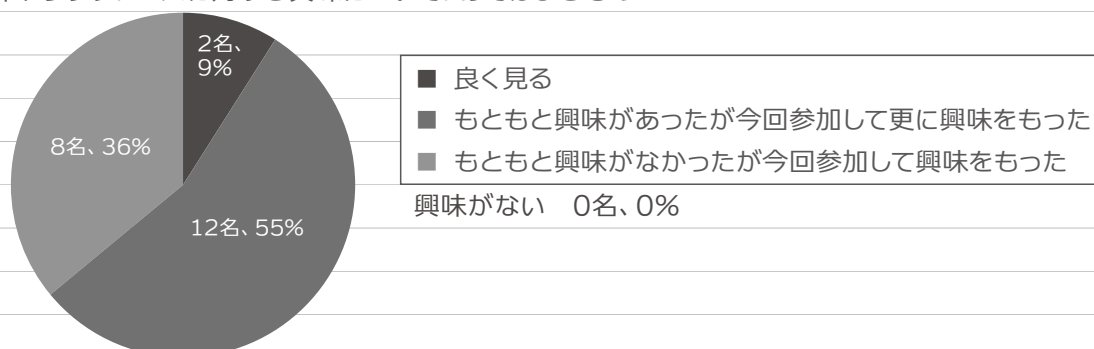 2名、
9%
8名、36%
12名、55%
良く見る
もともと興味があったが今回参加して更に興味をもった
もともと興味がなかったが今回参加して興味をもった
興味がない　0名、0%